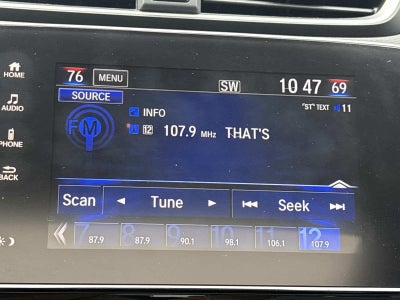 HOME
AUDIO
PHONE
BACK
76 MENU SW 10 47 69
SOURCE
"ST" TEXT 11
FM
INFO
12 107.9 MHz THAT'S
Scan Tune Seek
7 8 9 10 11 12
87.9 87.9 90.1 98.1 106.1 107.9